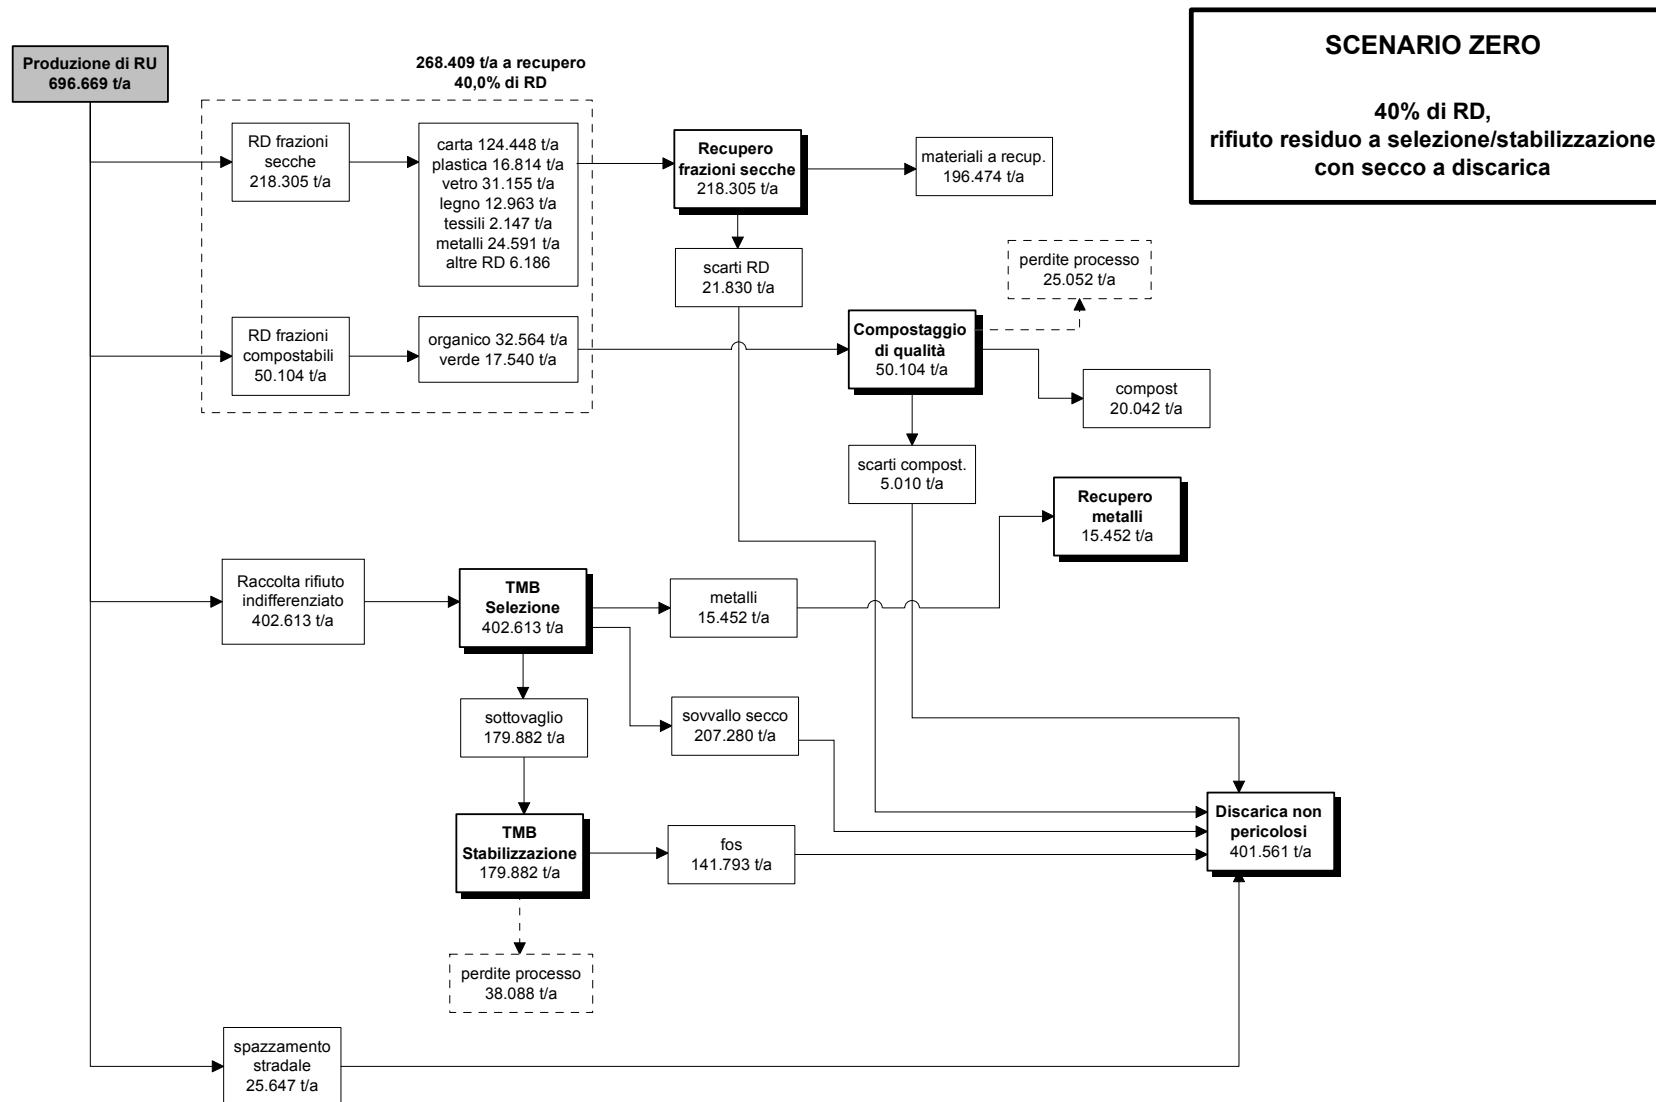 SCENARIO ZERO
40% di RD,
rifiuto residuo a selezione/stabilizzazione
con secco a discarica
Produzione di RU
696.669 t/a
268.409 t/a a recupero
40,0% di RD
RD frazioni
secche
218.305 t/a
carta 124.448 t/a
plastica 16.814 t/a
vetro 31.155 t/a
legno 12.963 t/a
tessili 2.147 t/a
metalli 24.591 t/a
altre RD 6.186
Recupero
frazioni secche
218.305 t/a
materiali a recup.
196.474 t/a
scarti RD
21.830 t/a
perdite processo
25.052 t/a
RD frazioni
compostabili
50.104 t/a
organico 32.564 t/a
verde 17.540 t/a
Compostaggio
di qualità
50.104 t/a
compost
20.042 t/a
scarti compost.
5.010 t/a
Recupero
metalli
15.452 t/a
Raccolta rifiuto
indifferenziato
402.613 t/a
TMB
Selezione
402.613 t/a
metalli
15.452 t/a
sottovaglio
179.882 t/a
sovvallo secco
207.280 t/a
TMB
Stabilizzazione
179.882 t/a
fos
141.793 t/a
Discarica non
pericolosi
401.561 t/a
perdite processo
38.088 t/a
spazzamento
stradale
25.647 t/a